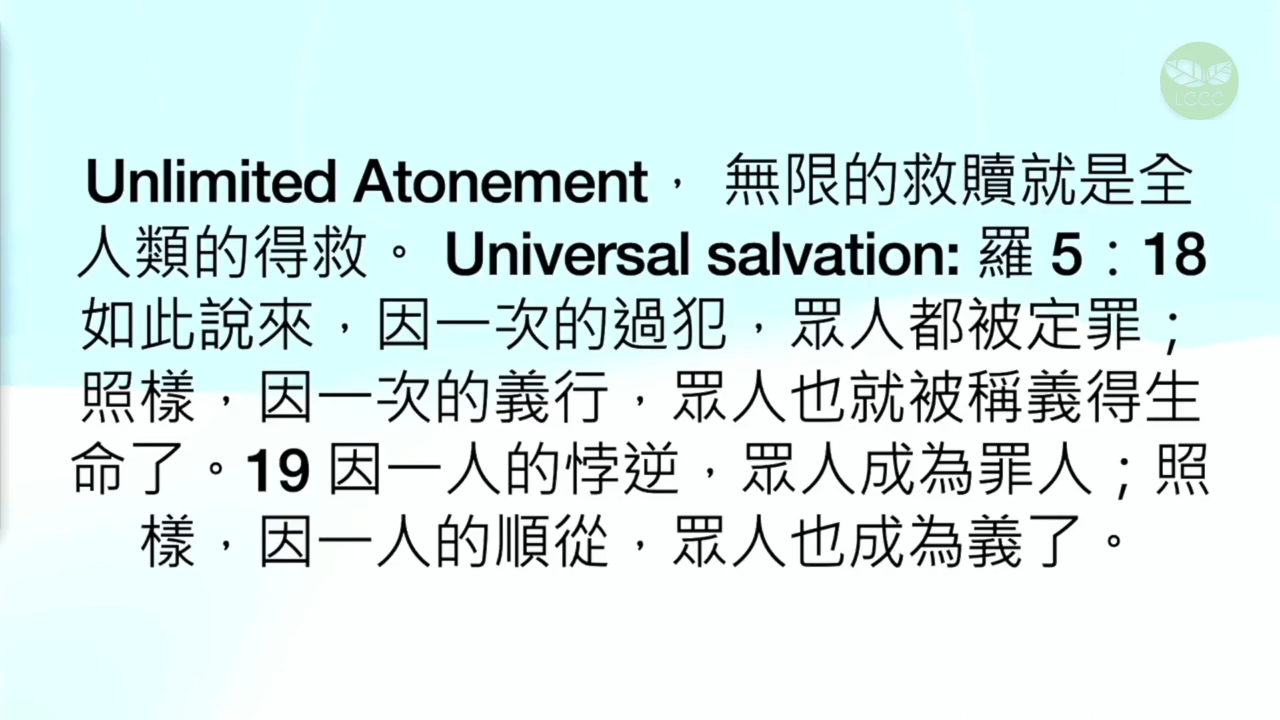 LCCC
Unlimited Atonement， 無限的救贖就是全
人類的得救。 Universal salvation: 羅 5：18
如此說來，因一次的過犯，眾人都被定罪；
照樣，因一次的義行，眾人也就被稱義得生
命了。19 因一人的悖逆，眾人成為罪人；照
樣，因一人的順從，眾人也成為義了。